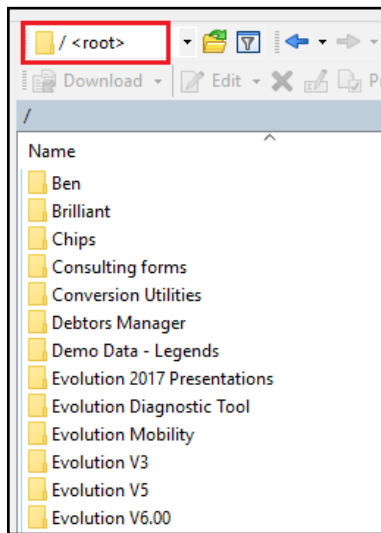 / <root>
Download Edit
/
Name
Ben
Brilliant
Chips
Consulting forms
Conversion Utilities
Debtors Manager
Demo Data - Legends
Evolution 2017 Presentations
Evolution Diagnostic Tool
Evolution Mobility
Evolution V3
Evolution V5
Evolution V6.00